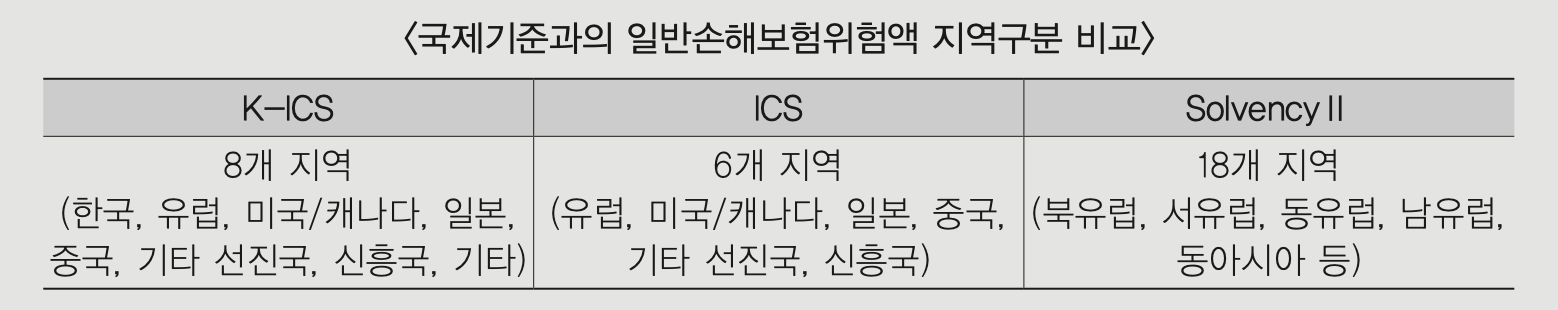 〈국제기준과의 일반손해보험위험액 지역구분 비교〉
K-ICS
ICS
Solvency II
8개 지역
(한국, 유럽, 미국/캐나다, 일본,
중국, 기타 선진국, 신흥국, 기타)
6개 지역
(유럽, 미국/캐나다, 일본, 중국,
기타 선진국, 신흥국)
18개 지역
(북유럽, 서유럽, 동유럽, 남유럽,
동아시아 등)